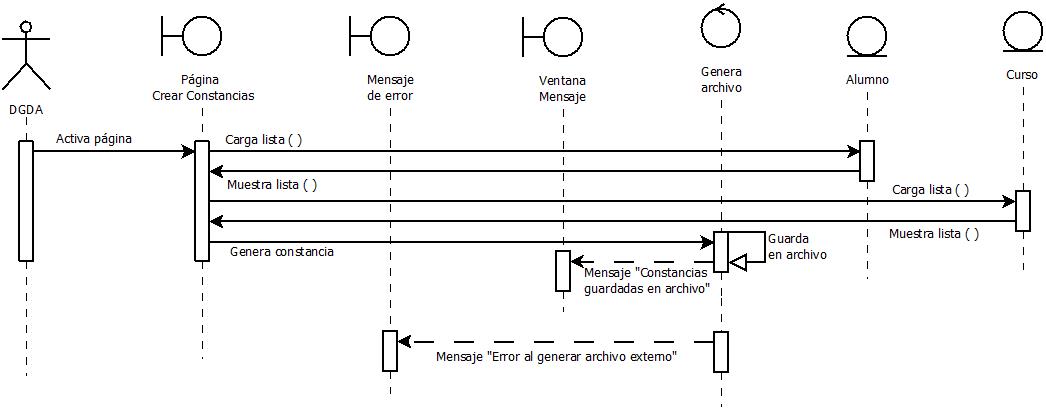 DGDA
Página
Crear Constancias
Mensaje
de error
Ventana
Mensaje
Genera
archivo
Alumno
Curso
Activa página
Carga lista ( )
Muestra lista ( )
Carga lista ( )
Muestra lista ( )
Genera constancia
Guarda
en archivo
Mensaje "Constancias
guardadas en archivo"
Mensaje "Error al generar archivo externo"